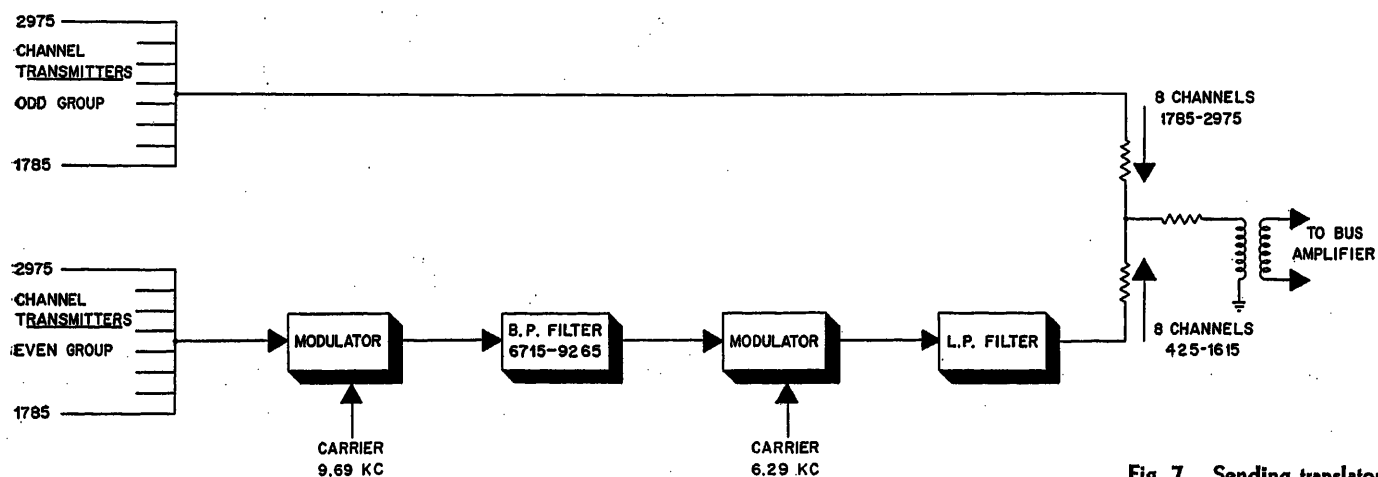 2975
CHANNEL
TRANSMITTERS
ODD GROUP
1785
8 CHANNELS
1785-2975
TO BUS
AMPLIFIER
2975
CHANNEL
TRANSMITTERS
EVEN GROUP
1785
MODULATOR
B.P. FILTER
6715-9265
MODULATOR
L.P. FILTER
8 CHANNELS
425-1615
CARRIER
9.69 KC
CARRIER
6.29 KC
Fig. 7 Sending translator